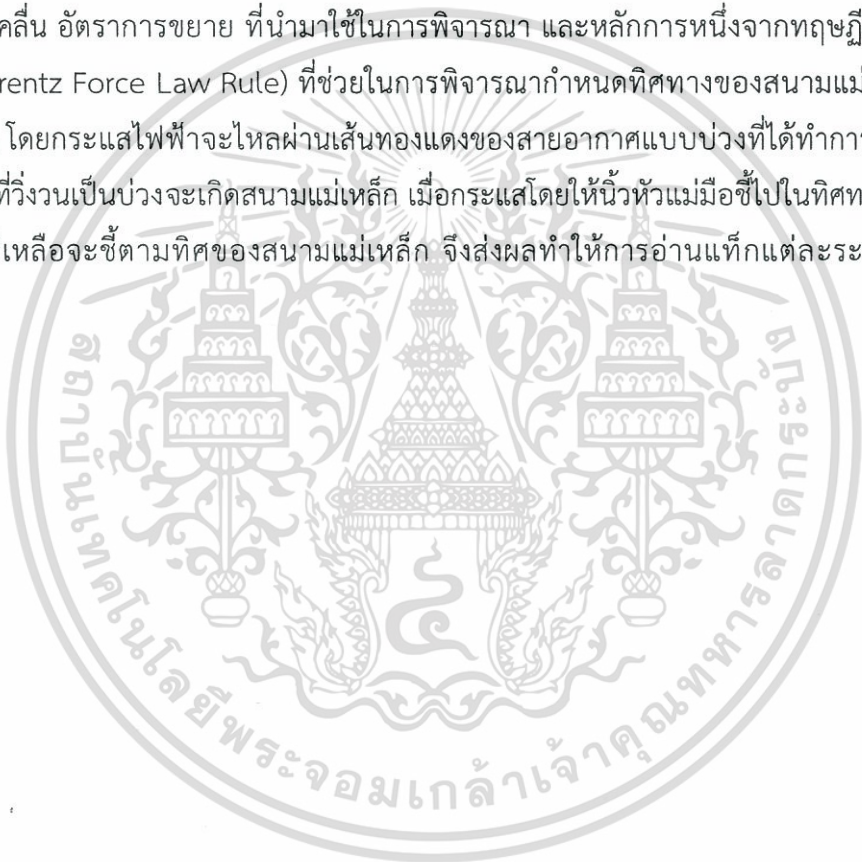 คลื่น อัตราการขยาย ที่นำมาใช้ในการพิจารณา และหลักการหนึ่งจากทฤษฎี
rentz Force Law Rule) ที่ช่วยในการพิจารณากำหนดทิศทางของสนามแม่
โดยกระแสไฟฟ้าจะไหลผ่านเส้นทองแดงของสายอากาศแบบบ่วงที่ได้ทำกา
ที่วิ่งวนเป็นบ่วงจะเกิดสนามแม่เหล็ก เมื่อกระแสโดยให้นิ้วหัวแม่มือชี้ไปในทิศท
เหลือจะชี้ตามทิศของสนามแม่เหล็ก จึงส่งผลทำให้การอ่านแท็กแต่ละระ
สถาบันเทคโนโลยีพระจอมเกล้าเจ้าคุณทหารลาดกระบัง